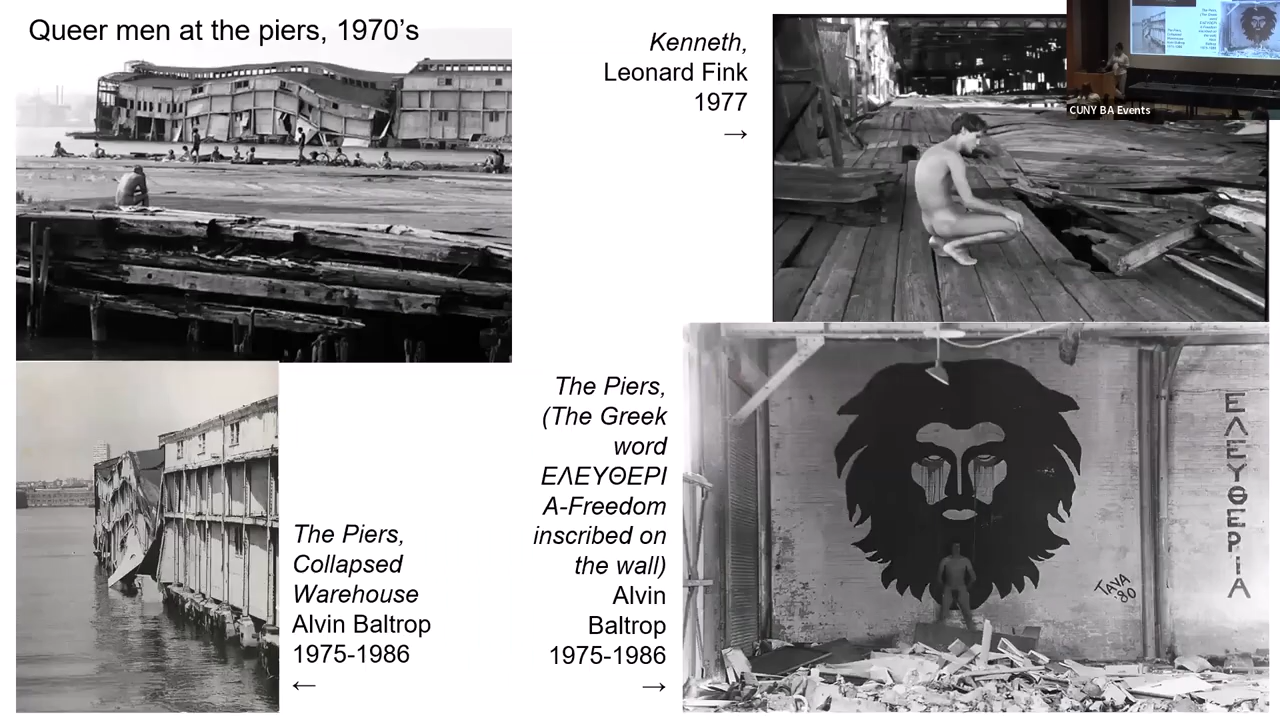 Queer men at the piers, 1970’s
Kenneth,
Leonard Fink
1977
→
CUNY BA Events
The Piers,
Collapsed
Warehouse
Alvin Baltrop
1975-1986
←
The Piers,
(The Greek
word
ΕΛΕΥΘΕΡΙ
Α-Freedom
inscribed on
the wall)
Alvin
Baltrop
1975-1986
→
ΕΛΕΥΘΕΡΙΑ
TAVA
80